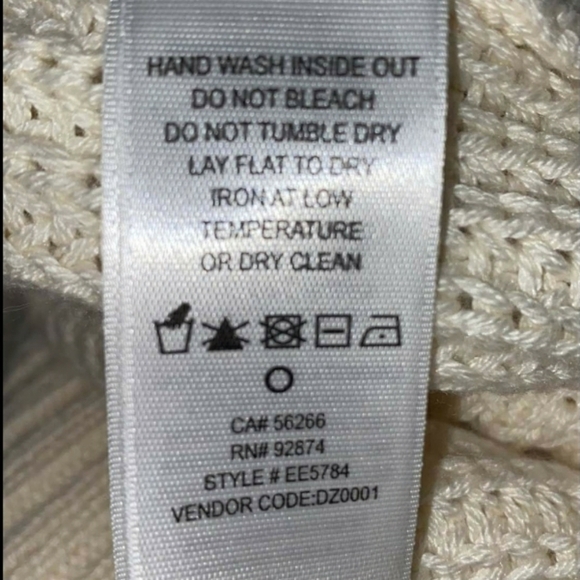 HAND WASH INSIDE OUT
DO NOT BLEACH
DO NOT TUMBLE DRY
LAY FLAT TO DRY
IRON AT LOW
TEMPERATURE
OR DRY CLEAN
CA# 56266
RN# 92874
STYLE # EE5784
VENDOR CODE:DZ0001